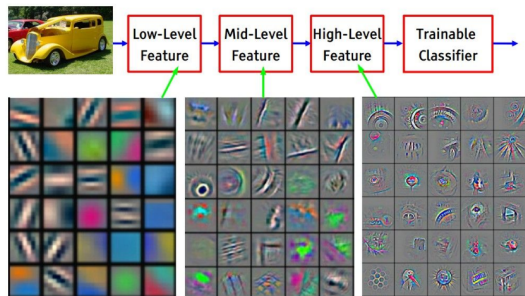 Low-Level
Feature
Mid-Level
Feature
High-Level
Feature
Trainable
Classifier